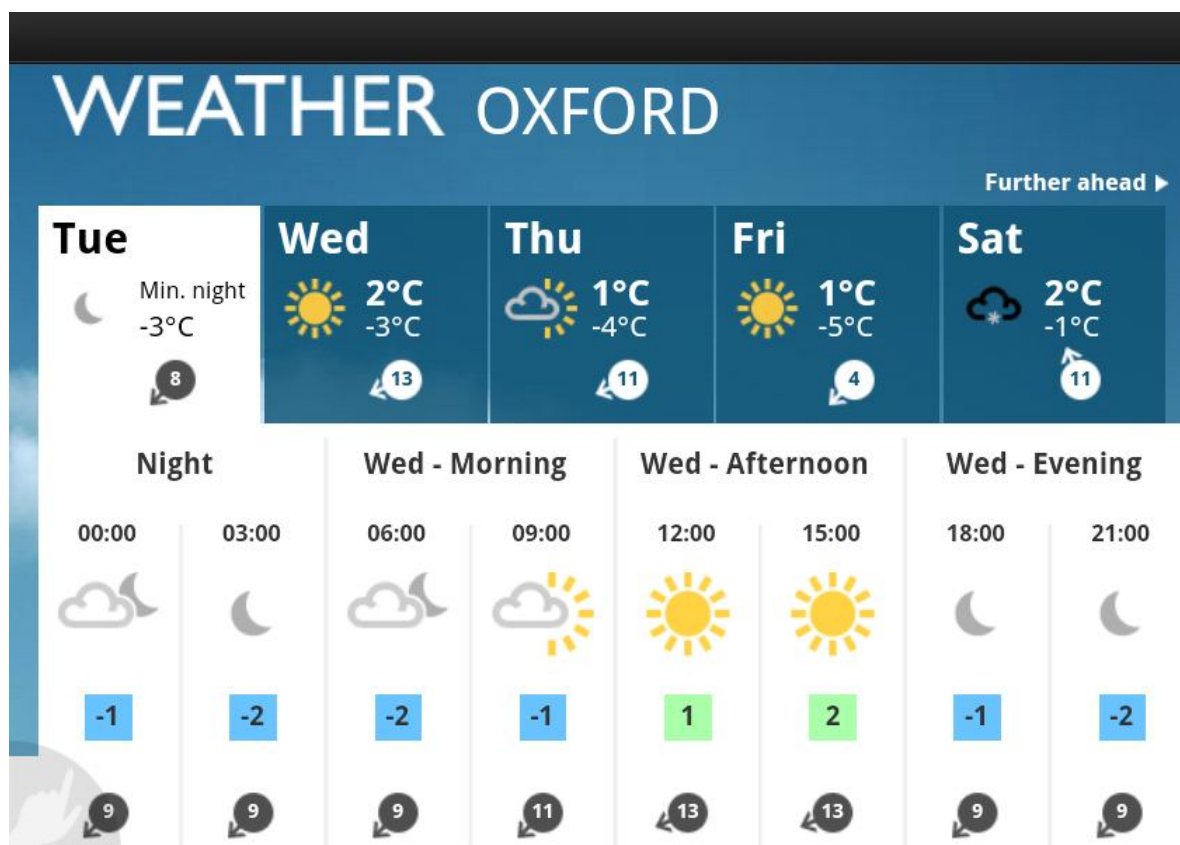 WEATHER OXFORD
Further ahead
Tue Wed Thu Fri Sat
Min. night 2°C 1°C 1°C 2°C
-3°C -3°C -4°C -5°C -1°C
8 13 11 4 11
Night Wed - Morning Wed - Afternoon Wed - Evening
00:00 03:00 06:00 09:00 12:00 15:00 18:00 21:00
-1 -2 -2 -1 1 2 -1 -2
9 9 9 11 13 13 9 9